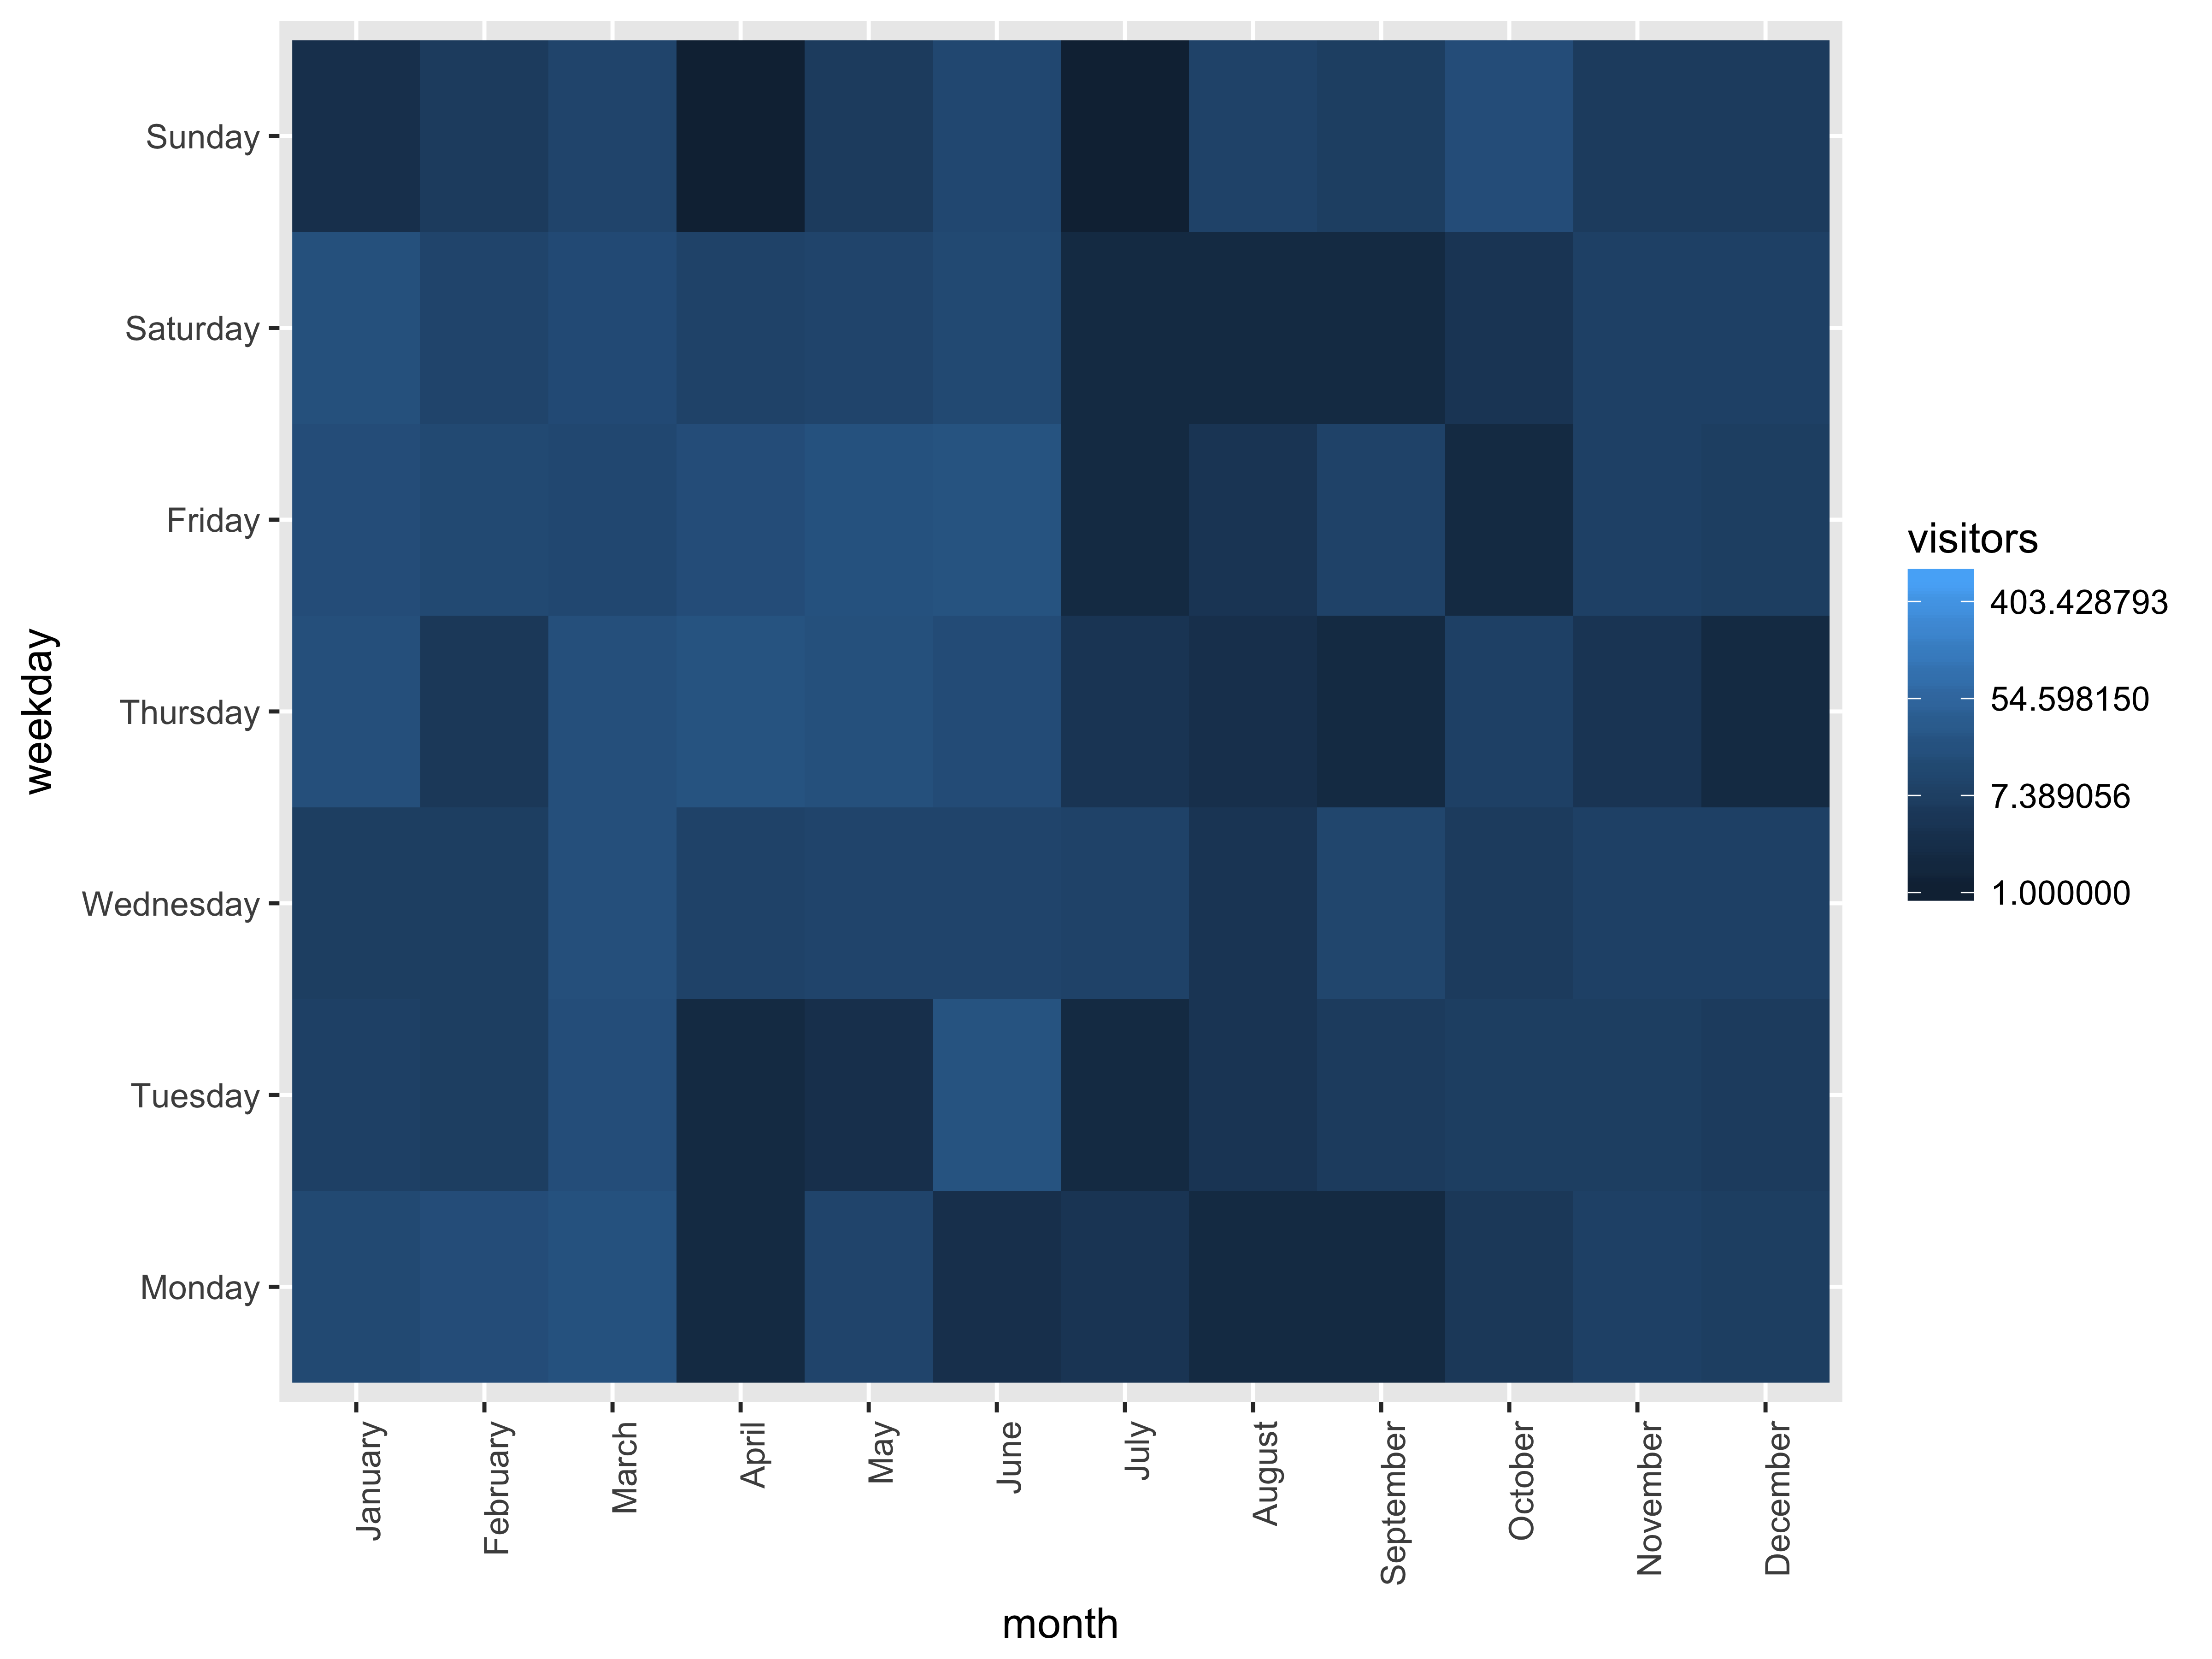 weekday
Sunday
Saturday
Friday
Thursday
Wednesday
Tuesday
Monday
January
February
March
April
May
June
July
August
September
October
November
December
month
visitors
403.428793
54.598150
7.389056
1.000000